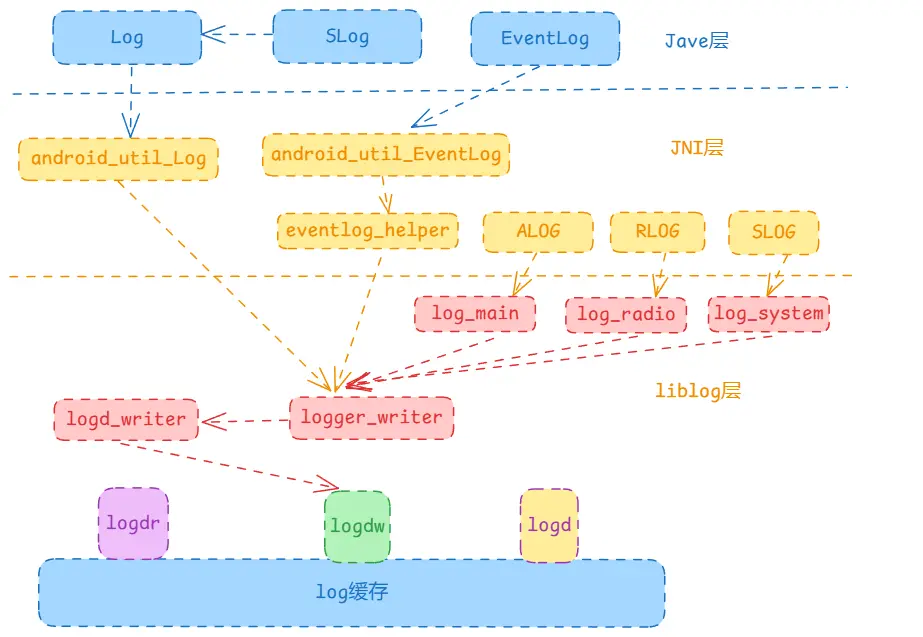 Log
SLog
EventLog
Jave层
android_util_Log
android_util_EventLog
JNI层
eventlog_helper
ALOG
RLOG
SLOG
log_main
log_radio
log_system
liblog层
logd_writer
logger_writer
logdr
logdw
logd
log缓存